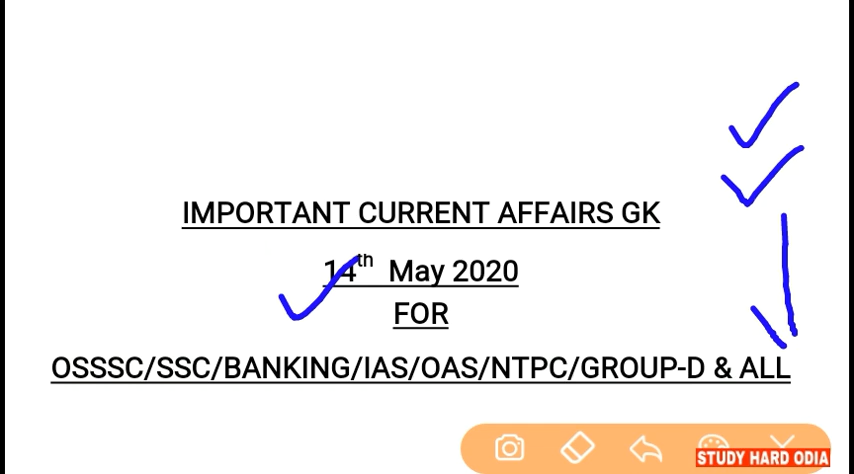 IMPORTANT CURRENT AFFAIRS GK
14th May 2020
FOR
OSSSC/SSC/BANKING/IAS/OAS/NTPC/GROUP-D & ALL
STUDY HARD ODIA